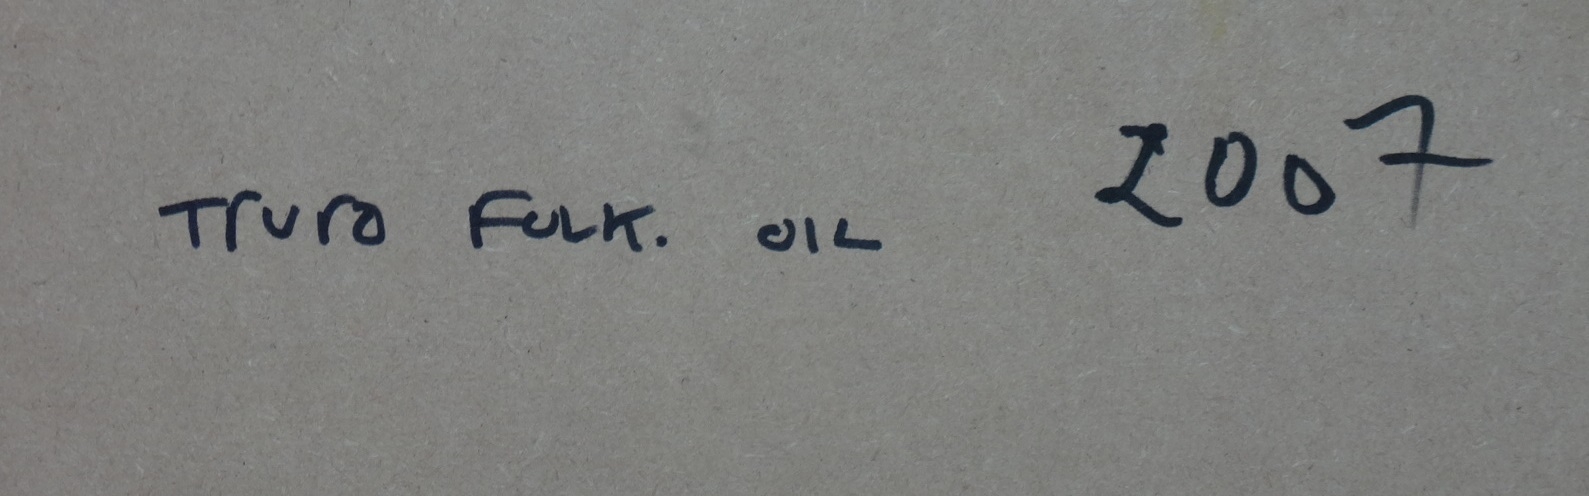 Truro FOLK. OIL 2007